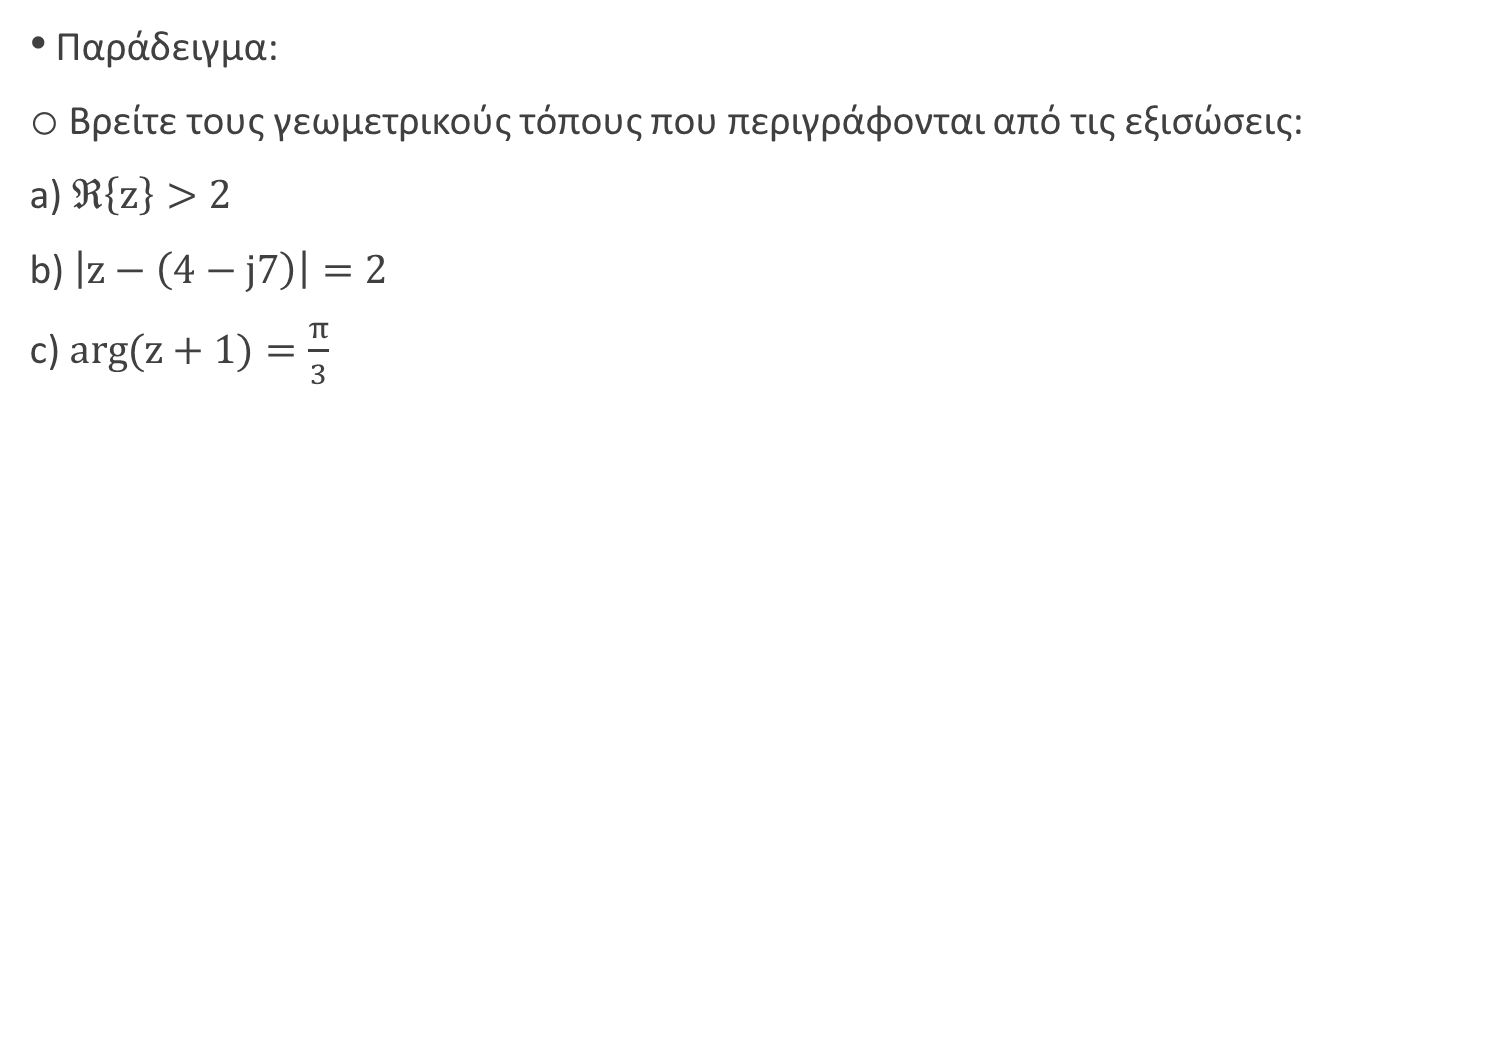 • Παράδειγμα:
○ Βρείτε τους γεωμετρικούς τόπους που περιγράφονται από τις εξισώσεις:
a) ℜ{z} > 2
b) |z − (4 − j7)| = 2
c) arg(z + 1) = π/3